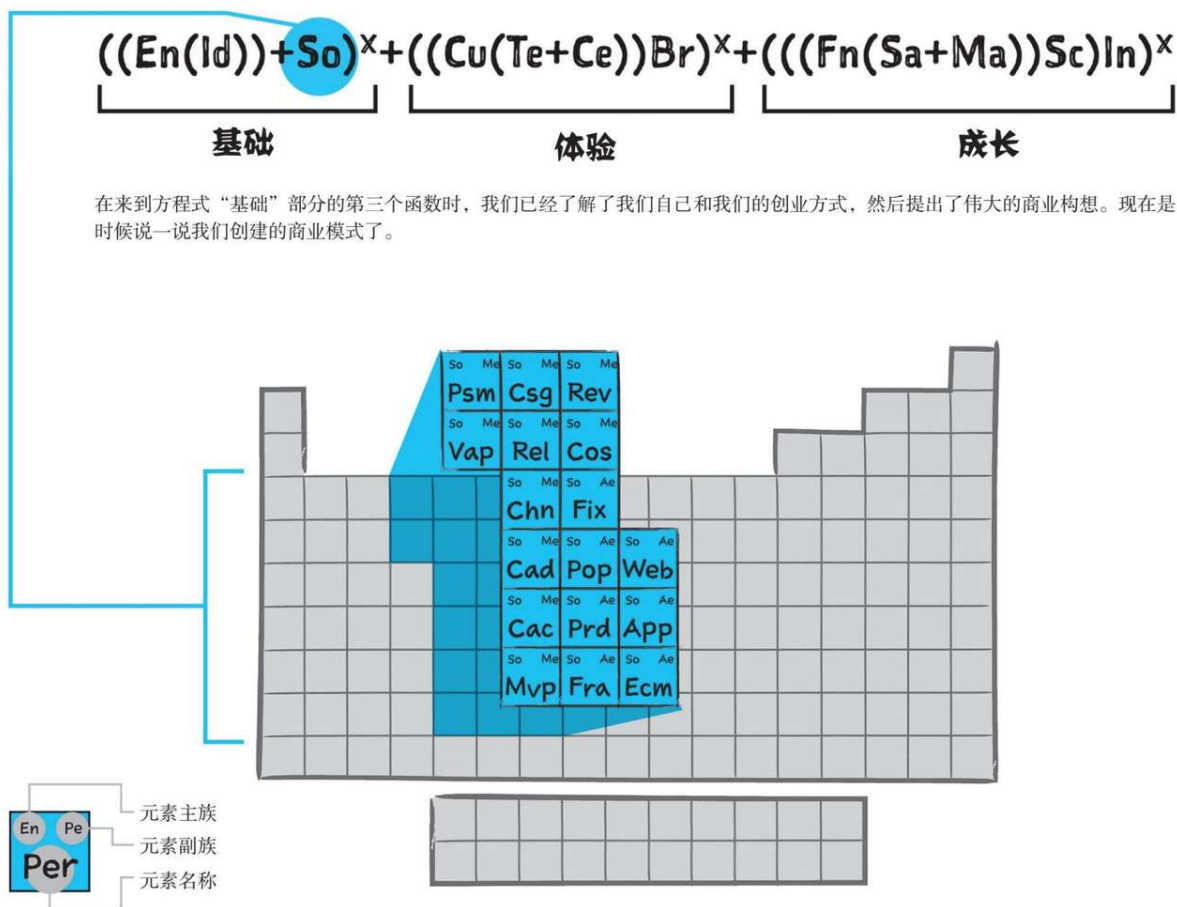 ((En(Id))+So)ˣ+((Cu(Te+Ce))Br)ˣ+(((Fn(Sa+Ma))Sc)In)ˣ
基础 体验 成长
在来到方程式“基础”部分的第三个函数时，我们已经了解了我们自己和我们的创业方式，然后提出了伟大的商业构想。现在是
时候说一说我们创建的商业模式了。
So Me So Me So Me
Psm Csg Rev
So Me So Me So Me
Vap Rel Cos
So Me So Ae
Chn Fix
So Me So Ae So Ae
Cad Pop Web
So Me So Ae So Ae
Cac Prd App
So Me So Ae So Ae
Mvp Fra Ecm
元素主族
En Pe
元素副族
Per
元素名称